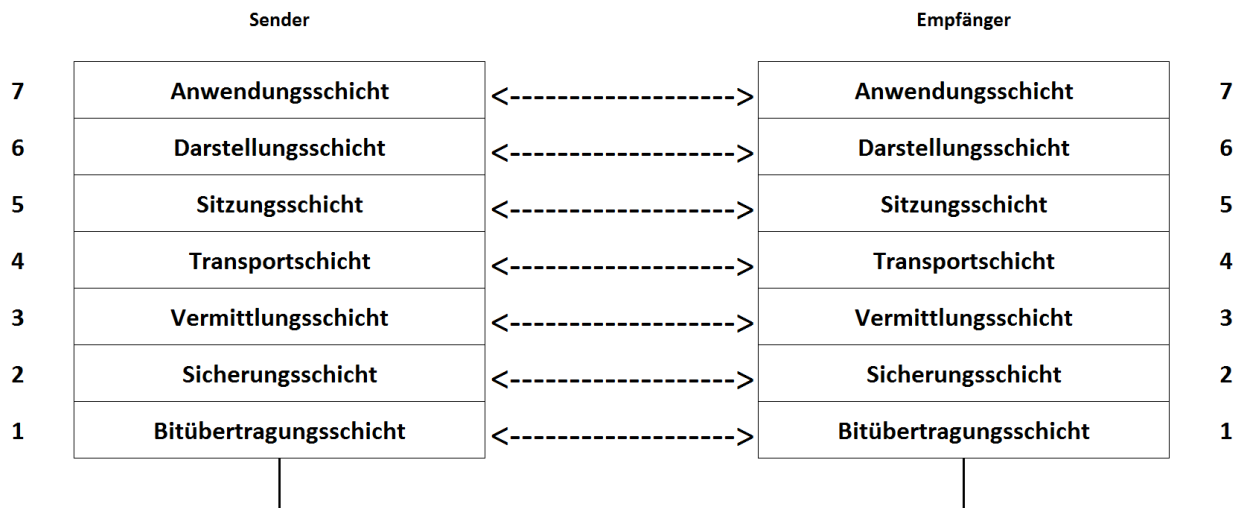 Sender Empfänger
7 Anwendungsschicht <-------------------> Anwendungsschicht 7
6 Darstellungsschicht <-------------------> Darstellungsschicht 6
5 Sitzungsschicht <-------------------> Sitzungsschicht 5
4 Transportschicht <-------------------> Transportschicht 4
3 Vermittlungsschicht <-------------------> Vermittlungsschicht 3
2 Sicherungsschicht <-------------------> Sicherungsschicht 2
1 Bitübertragungsschicht <-------------------> Bitübertragungsschicht 1